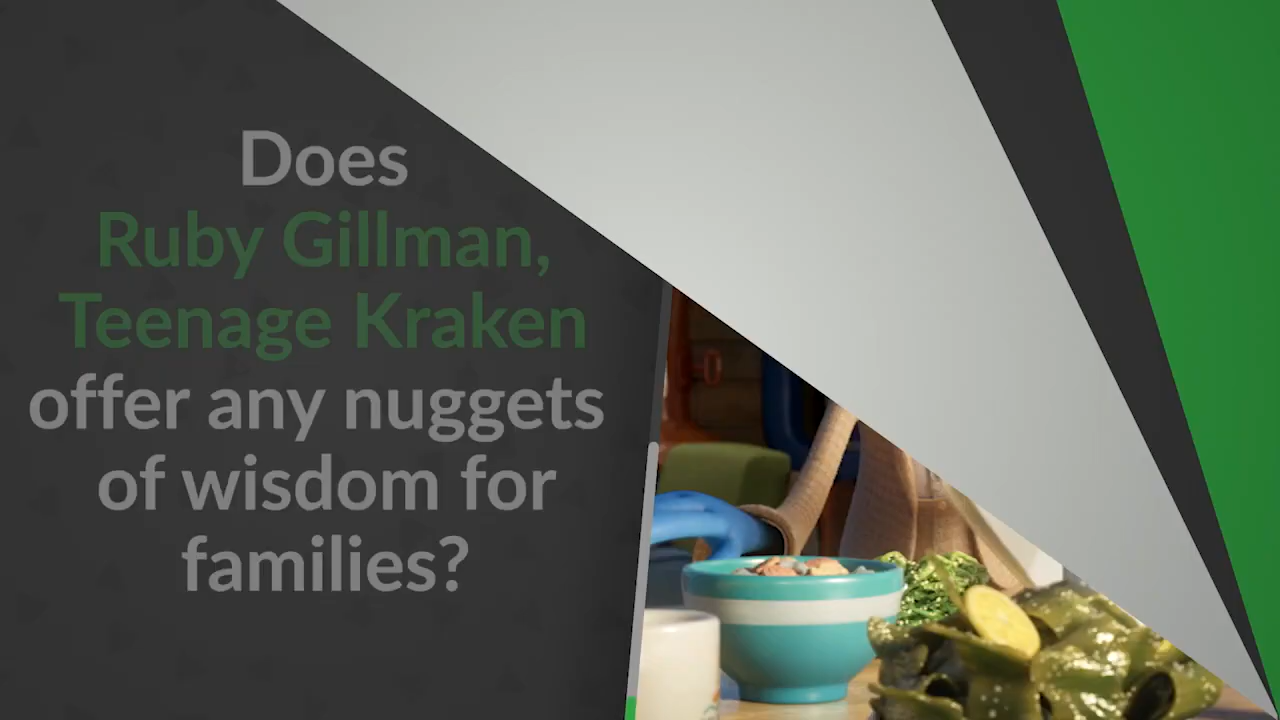 Does
Ruby Gillman,
Teenage Kraken
offer any nuggets
of wisdom for
families?